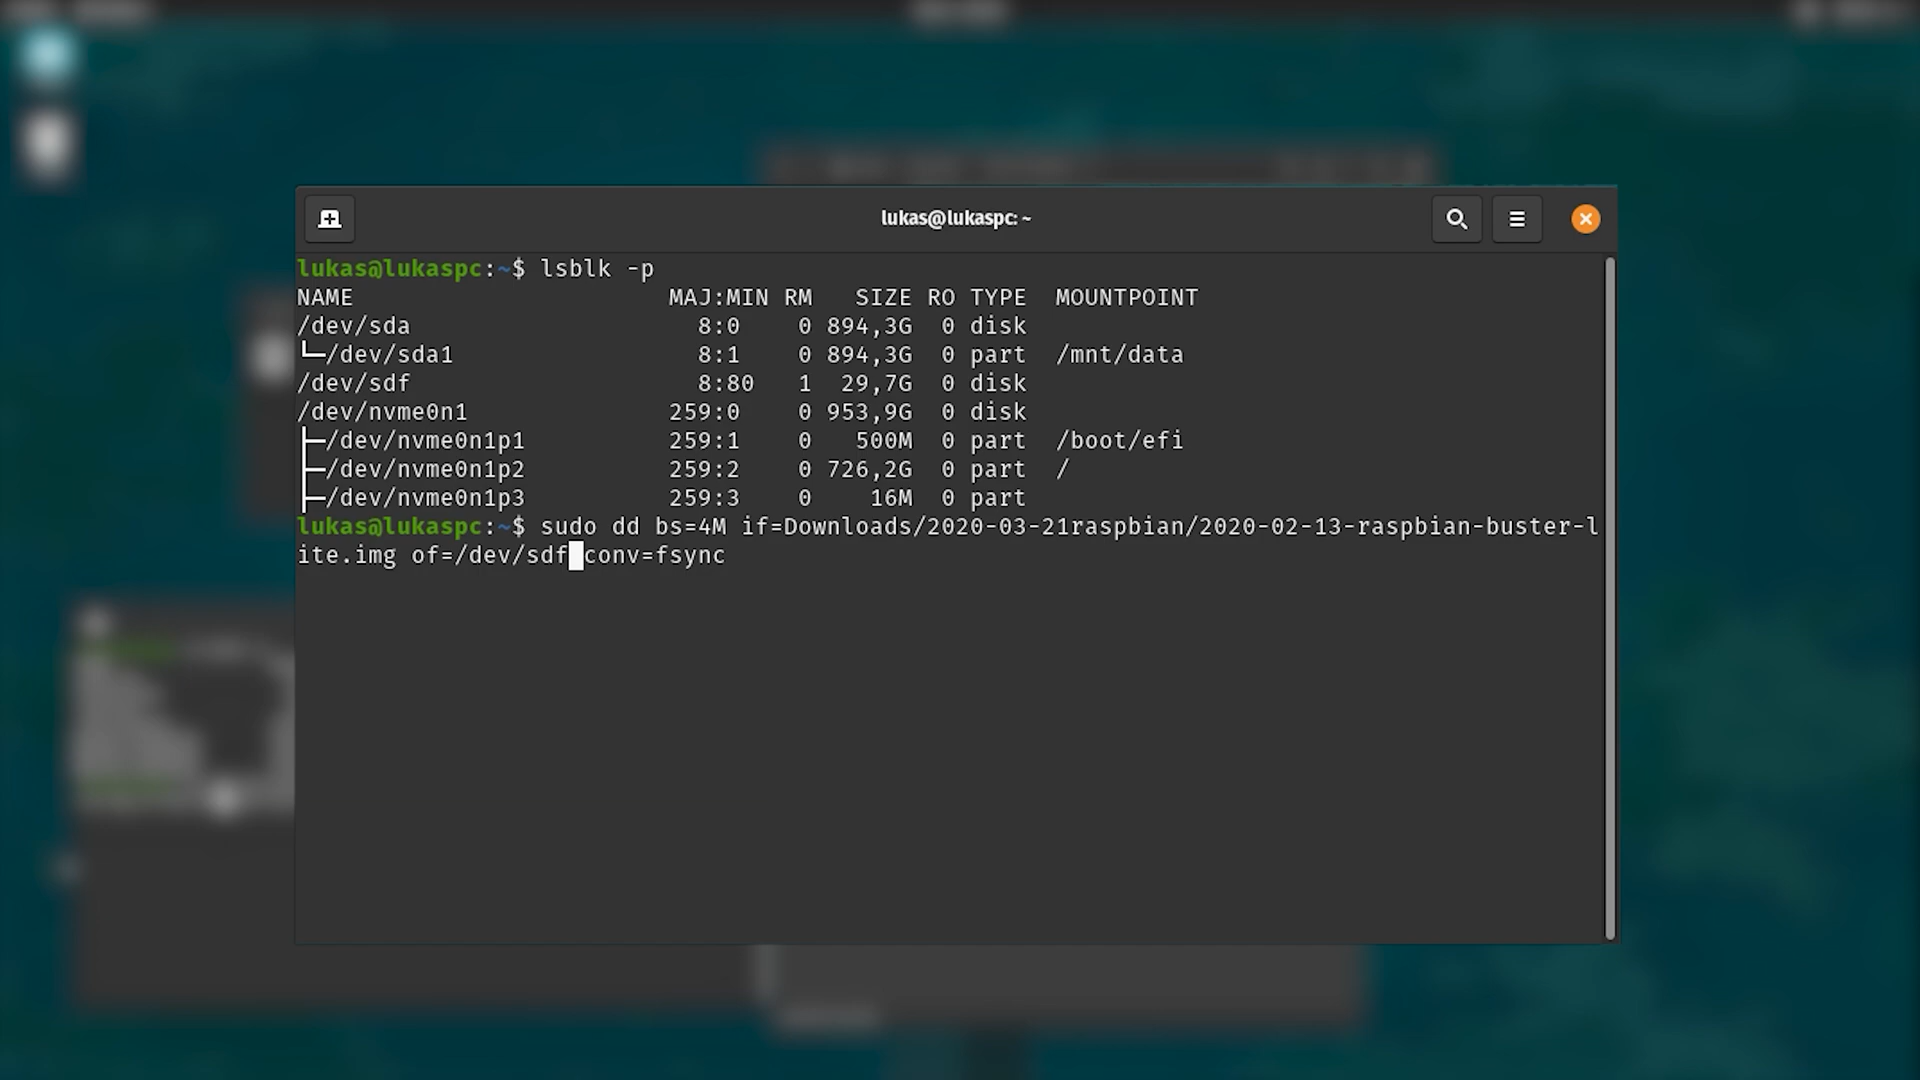 lukas@lukaspc: ~
lukas@lukaspc:~$ lsblk -p
NAME MAJ:MIN RM SIZE RO TYPE MOUNTPOINT
/dev/sda 8:0 0 894,3G 0 disk
└─/dev/sda1 8:1 0 894,3G 0 part /mnt/data
/dev/sdf 8:80 1 29,7G 0 disk
/dev/nvme0n1 259:0 0 953,9G 0 disk
├─/dev/nvme0n1p1 259:1 0 500M 0 part /boot/efi
├─/dev/nvme0n1p2 259:2 0 726,2G 0 part /
├─/dev/nvme0n1p3 259:3 0 16M 0 part
lukas@lukaspc:~$ sudo dd bs=4M if=Downloads/2020-03-21raspbian/2020-02-13-raspbian-buster-l
ite.img of=/dev/sdf conv=fsync